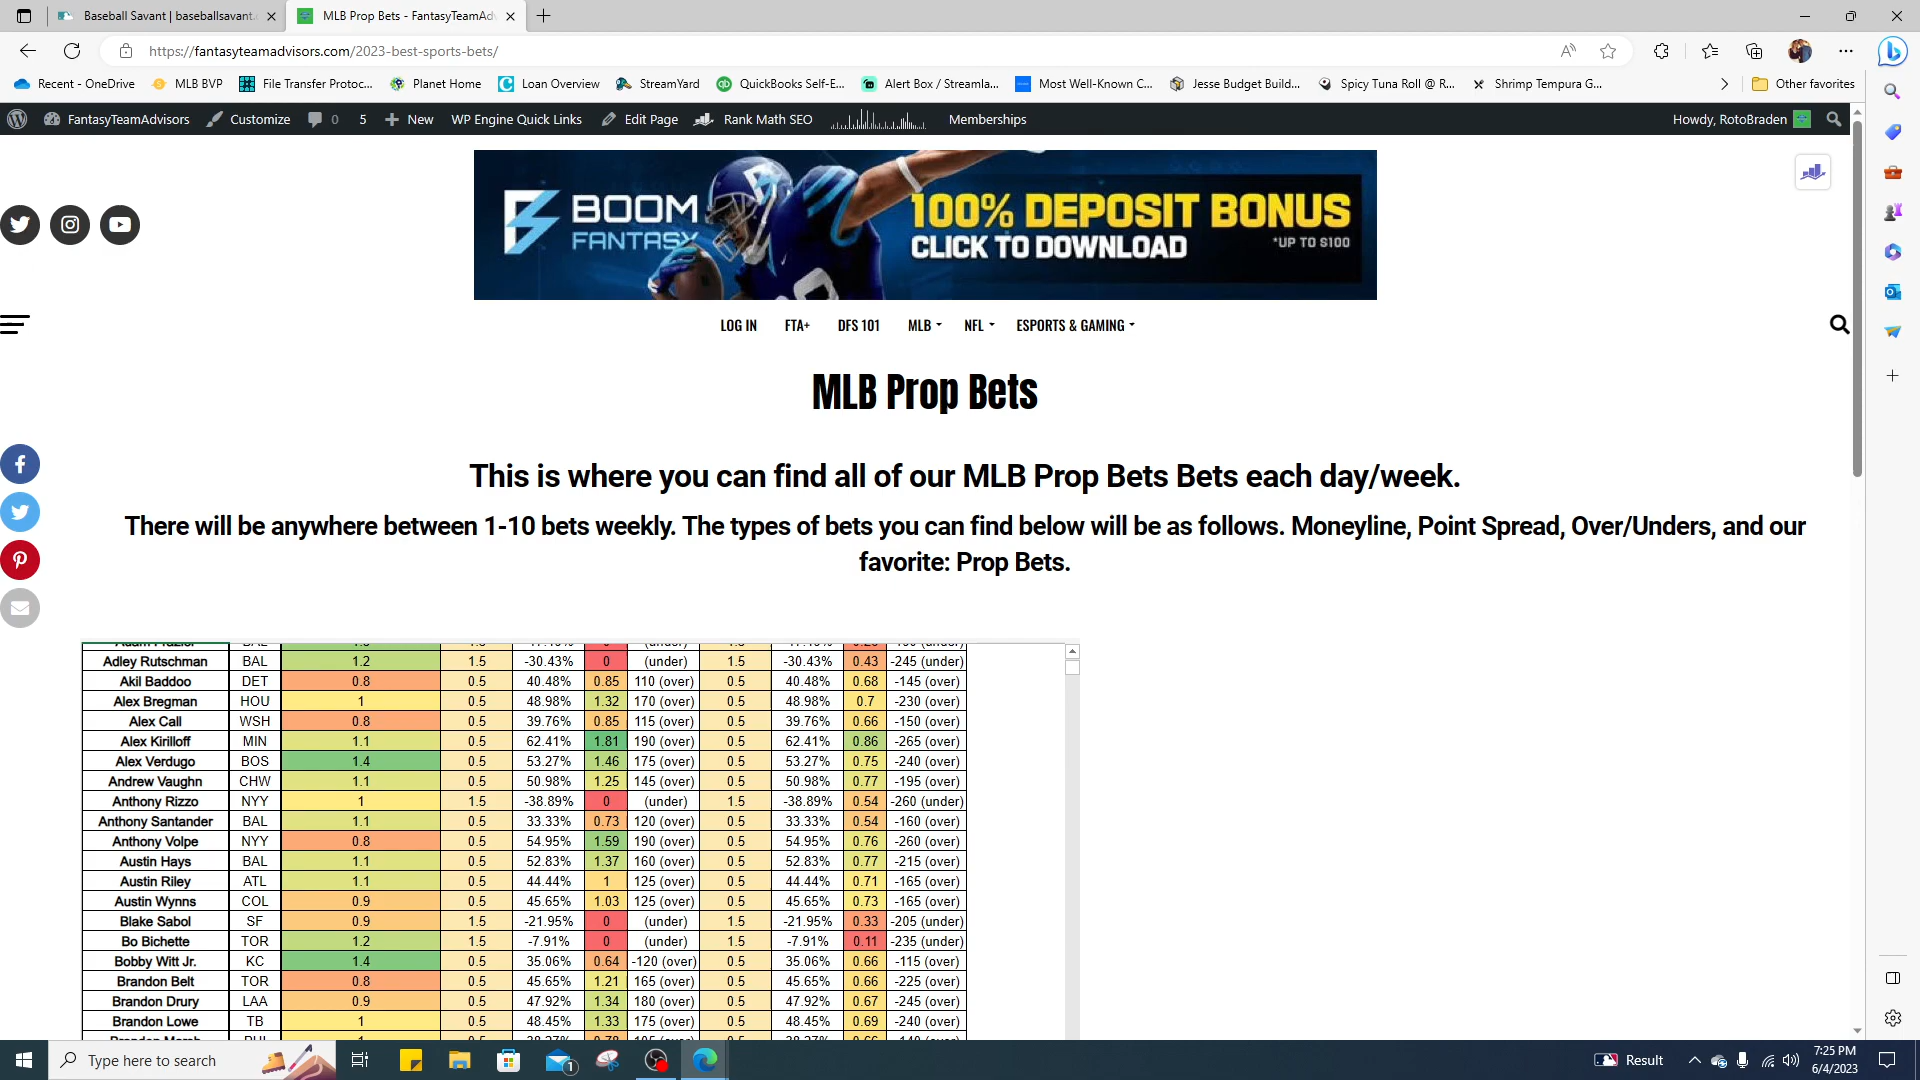 Baseball Savant | baseballsavant.
MLB Prop Bets - FantasyTeamAdv
https://fantasyteamadvisors.com/2023-best-sports-bets/
Recent - OneDrive MLB BVP File Transfer Protoc... Planet Home Loan Overview StreamYard QuickBooks Self-E... Alert Box / Streamla... Most Well-Known C... Jesse Budget Build... Spicy Tuna Roll @ R... Shrimp Tempura G... Other favorites
FantasyTeamAdvisors Customize 0 5 New WP Engine Quick Links Edit Page Rank Math SEO Memberships Howdy, RotoBraden
BOOM
FANTASY
100% DEPOSIT BONUS
CLICK TO DOWNLOAD *UP TO $100
LOG IN FTA+ DFS 101 MLB NFL ESPORTS & GAMING
MLB Prop Bets
This is where you can find all of our MLB Prop Bets Bets each day/week.
There will be anywhere between 1-10 bets weekly. The types of bets you can find below will be as follows. Moneyline, Point Spread, Over/Unders, and our
favorite: Prop Bets.
Adley Rutschman BAL 1.2 1.5 -30.43% 0 (under) 1.5 -30.43% 0.43 -245 (under)
Akil Baddoo DET 0.8 0.5 40.48% 0.85 110 (over) 0.5 40.48% 0.68 -145 (over)
Alex Bregman HOU 1 0.5 48.98% 1.32 170 (over) 0.5 48.98% 0.7 -230 (over)
Alex Call WSH 0.8 0.5 39.76% 0.85 115 (over) 0.5 39.76% 0.66 -150 (over)
Alex Kirilloff MIN 1.1 0.5 62.41% 1.81 190 (over) 0.5 62.41% 0.86 -265 (over)
Alex Verdugo BOS 1.4 0.5 53.27% 1.46 175 (over) 0.5 53.27% 0.75 -240 (over)
Andrew Vaughn CHW 1.1 0.5 50.98% 1.25 145 (over) 0.5 50.98% 0.77 -195 (over)
Anthony Rizzo NYY 1 1.5 -38.89% 0 (under) 1.5 -38.89% 0.54 -260 (under)
Anthony Santander BAL 1.1 0.5 33.33% 0.73 120 (over) 0.5 33.33% 0.54 -160 (over)
Anthony Volpe NYY 0.8 0.5 54.95% 1.59 190 (over) 0.5 54.95% 0.76 -260 (over)
Austin Hays BAL 1.1 0.5 52.83% 1.37 160 (over) 0.5 52.83% 0.77 -215 (over)
Austin Riley ATL 1.1 0.5 44.44% 1 125 (over) 0.5 44.44% 0.71 -165 (over)
Austin Wynns COL 0.9 0.5 45.65% 1.03 125 (over) 0.5 45.65% 0.73 -165 (over)
Blake Sabol SF 0.9 1.5 -21.95% 0 (under) 1.5 -21.95% 0.33 -205 (under)
Bo Bichette TOR 1.2 1.5 -7.91% 0 (under) 1.5 -7.91% 0.11 -235 (under)
Bobby Witt Jr. KC 1.4 0.5 35.06% 0.64 -120 (over) 0.5 35.06% 0.66 -115 (over)
Brandon Belt TOR 0.8 0.5 45.65% 1.21 165 (over) 0.5 45.65% 0.66 -225 (over)
Brandon Drury LAA 0.9 0.5 47.92% 1.34 180 (over) 0.5 47.92% 0.67 -245 (over)
Brandon Lowe TB 1 0.5 48.45% 1.33 175 (over) 0.5 48.45% 0.69 -240 (over)
Type here to search 1 Result 7:25 PM
6/4/2023